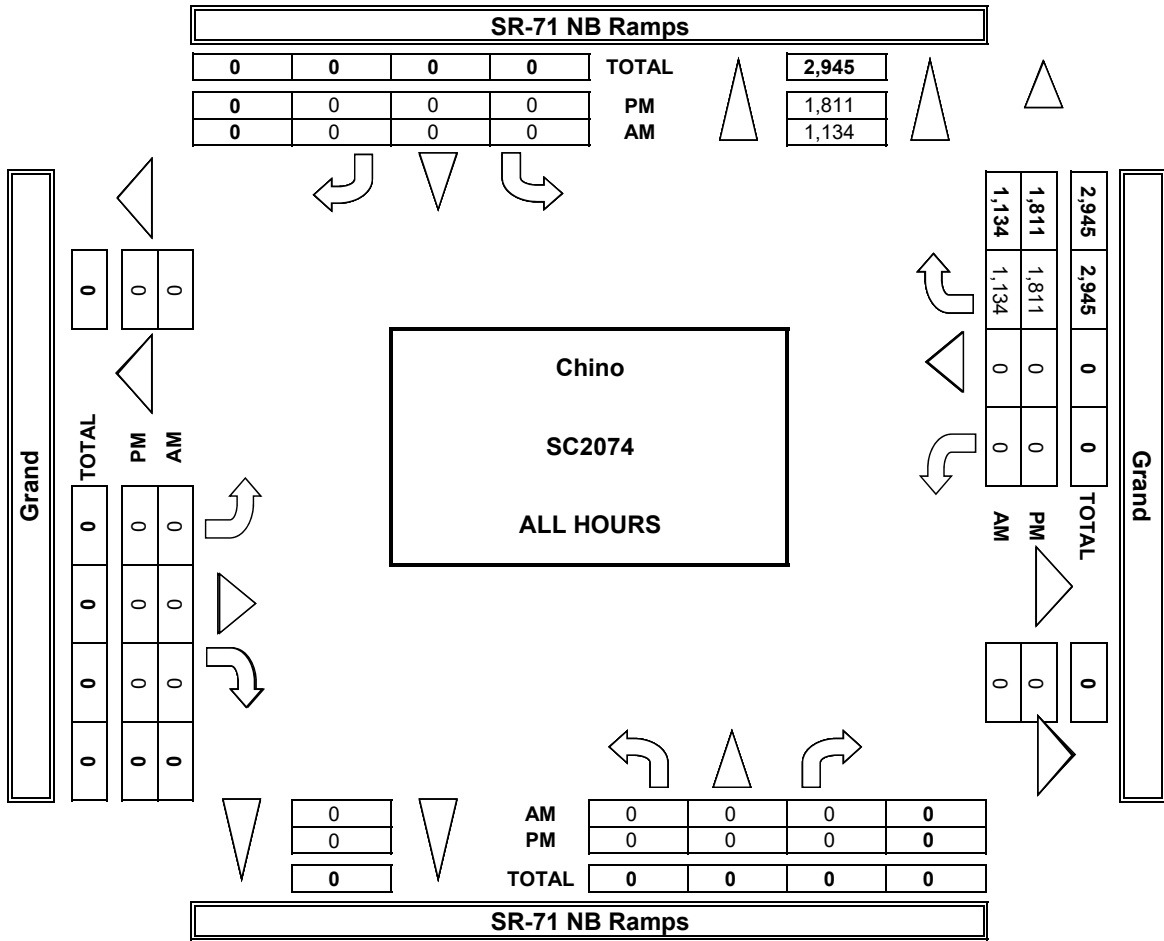 SR-71 NB Ramps
0 0 0 0 TOTAL 2,945
0 0 0 0 PM 1,811
0 0 0 0 AM 1,134
Grand
0 0 0
TOTAL PM AM
0 0 0
0 0 0
0 0 0
0 0 0
Chino
SC2074
ALL HOURS
1,134 1,811 2,945
1,134 1,811 2,945
0 0 0
0 0 0
AM PM TOTAL
0 0 0
Grand
0 AM 0 0 0 0
0 PM 0 0 0 0
0 TOTAL 0 0 0 0
SR-71 NB Ramps